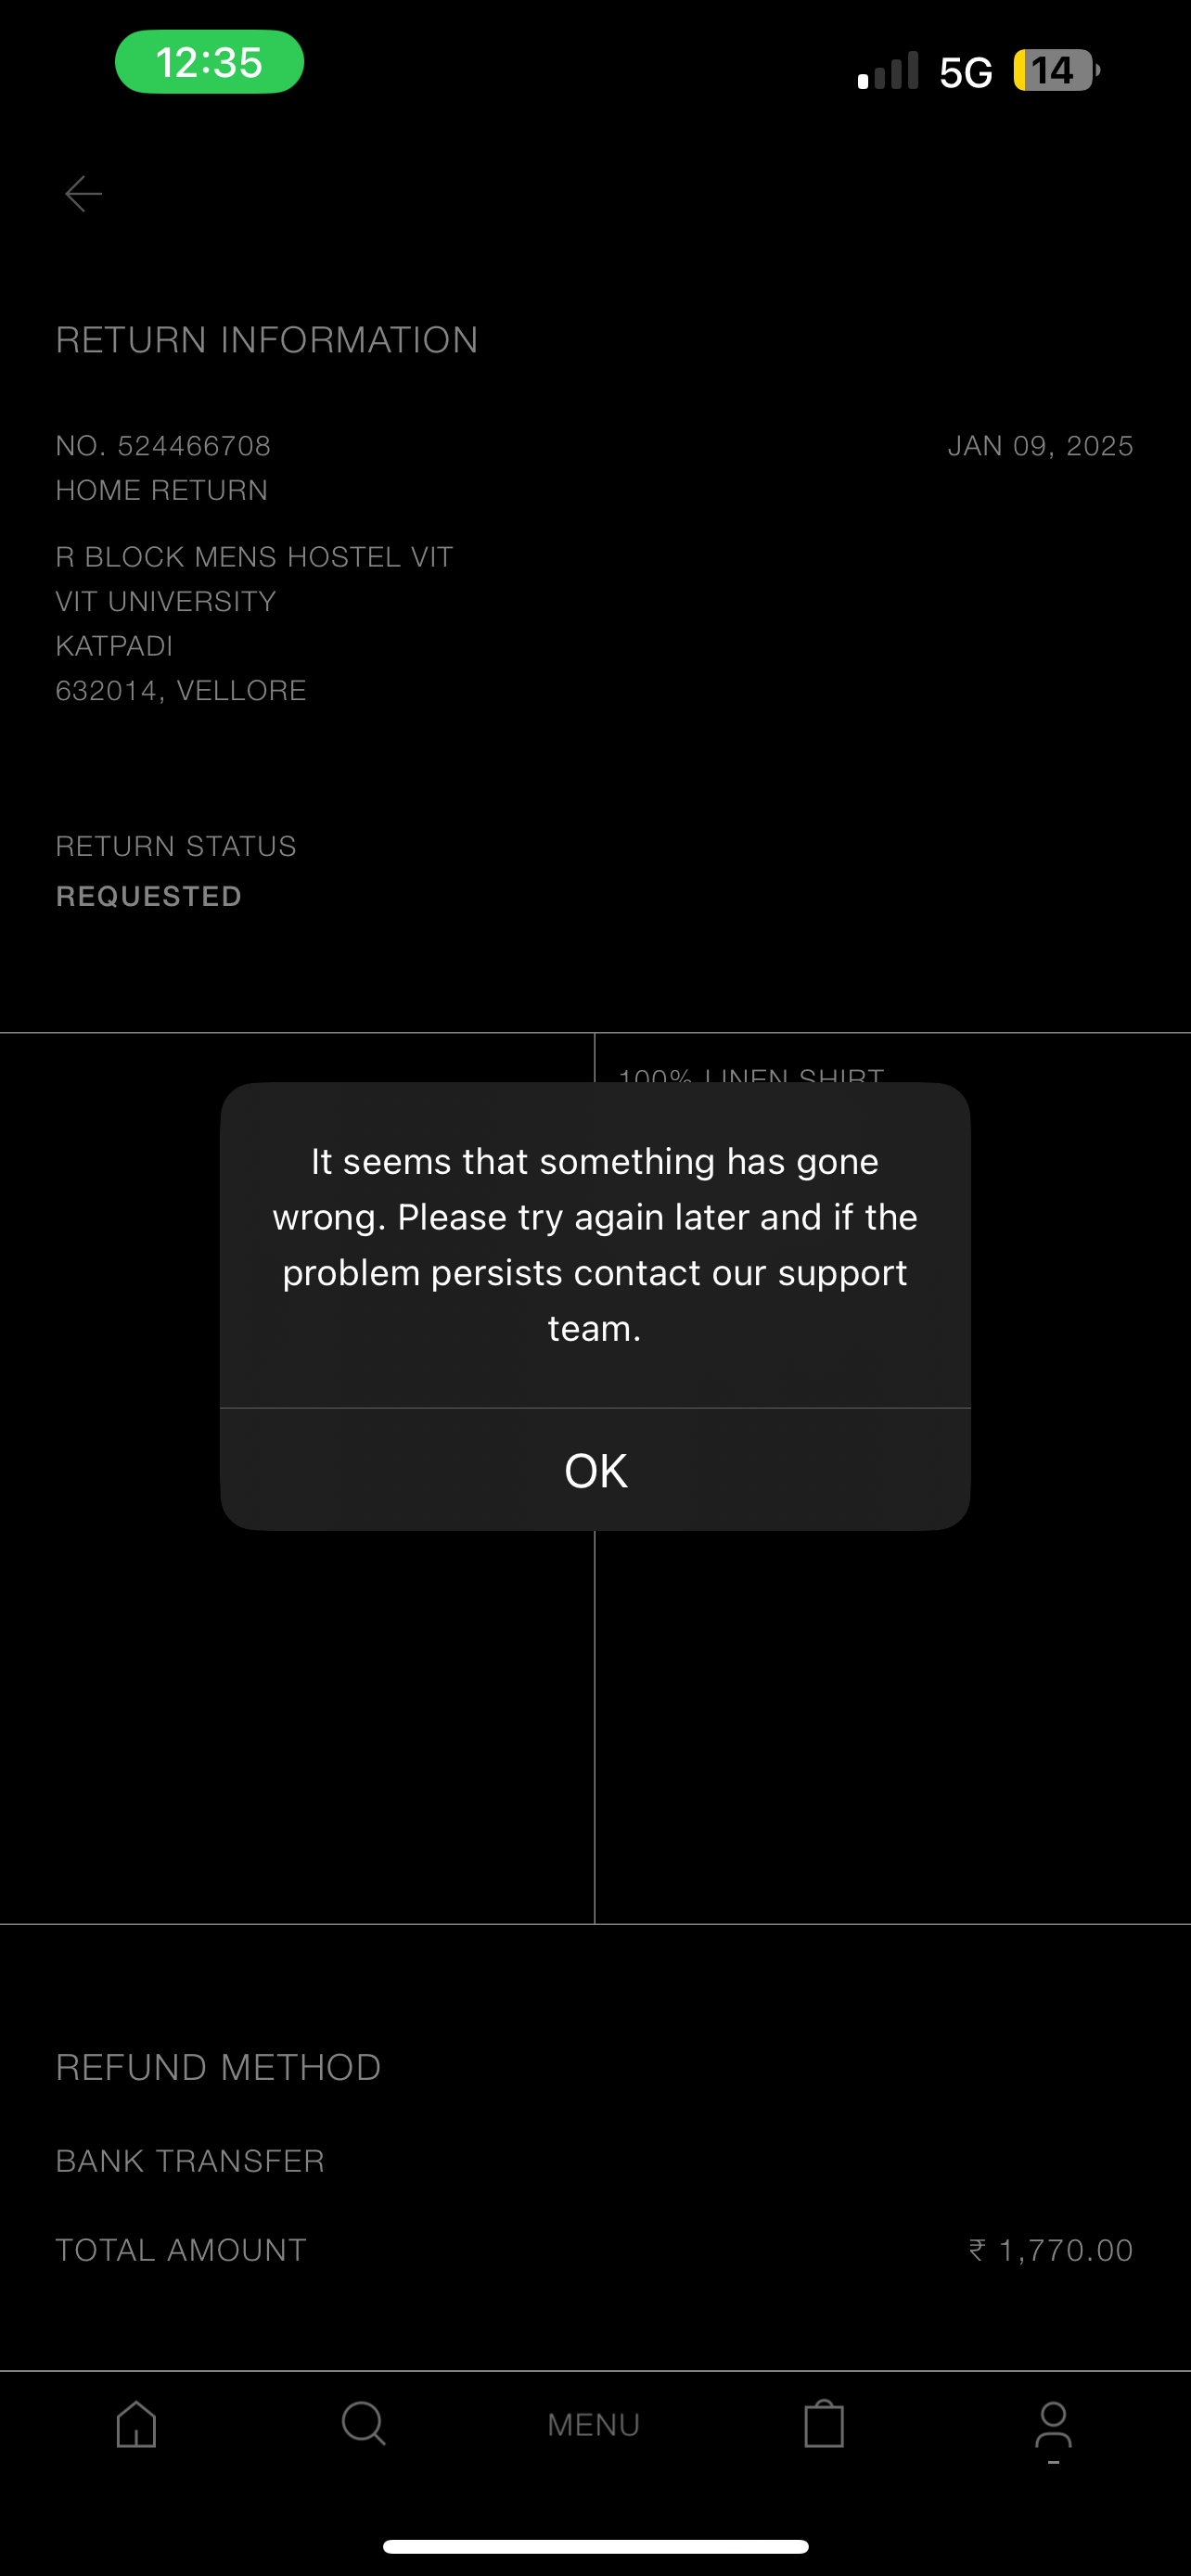 12:35
5G
14
RETURN INFORMATION
NO. 524466708
JAN 09, 2025
HOME RETURN
R BLOCK MENS HOSTEL VIT
VIT UNIVERSITY
KATPADI
632014, VELLORE
RETURN STATUS
REQUESTED
100% LINEN SHIRT
It seems that something has gone
wrong. Please try again later and if the
problem persists contact our support
team.
OK
REFUND METHOD
BANK TRANSFER
TOTAL AMOUNT
₹ 1,770.00
MENU